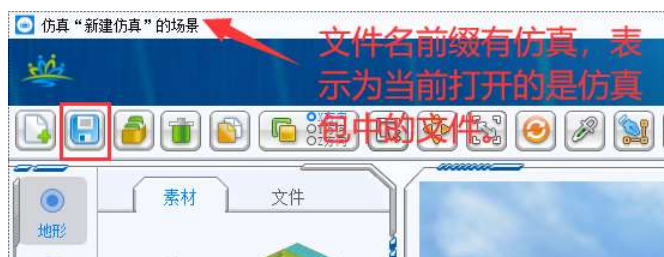 仿真“新建仿真”的场景
文件名前缀有仿真，表
示为当前打开的是仿真
包中的文件。
素材
文件
地形